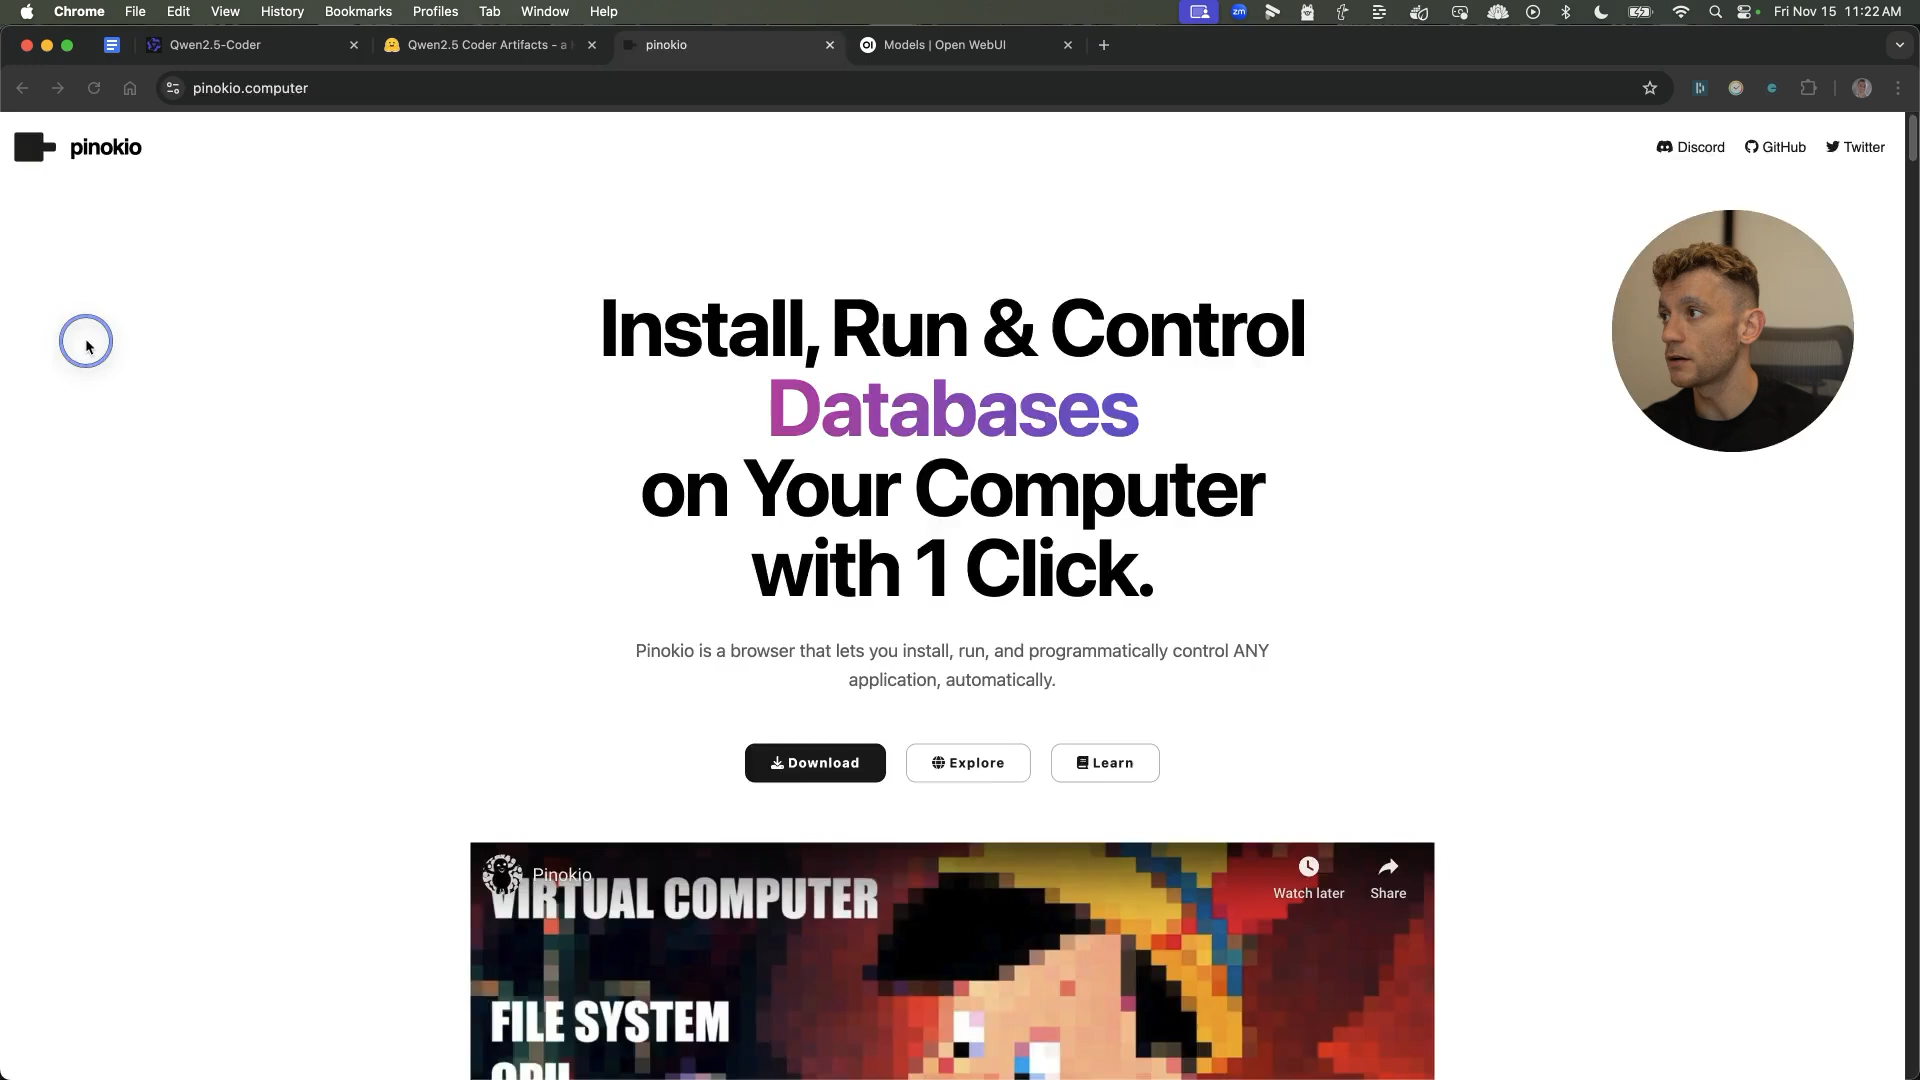 Chrome File Edit View History Bookmarks Profiles Tab Window Help
zm
Fri Nov 15 11:22 AM
Qwen2.5-Coder
Qwen2.5 Coder Artifacts - a
pinokio
Models | Open WebUI
pinokio.computer
pinokio
Discord GitHub Twitter
Install, Run & Control
Databases
on Your Computer
with 1 Click.
Pinokio is a browser that lets you install, run, and programmatically control ANY
application, automatically.
Download Explore Learn
Pinokio
Watch later Share
VIRTUAL COMPUTER
FILE SYSTEM